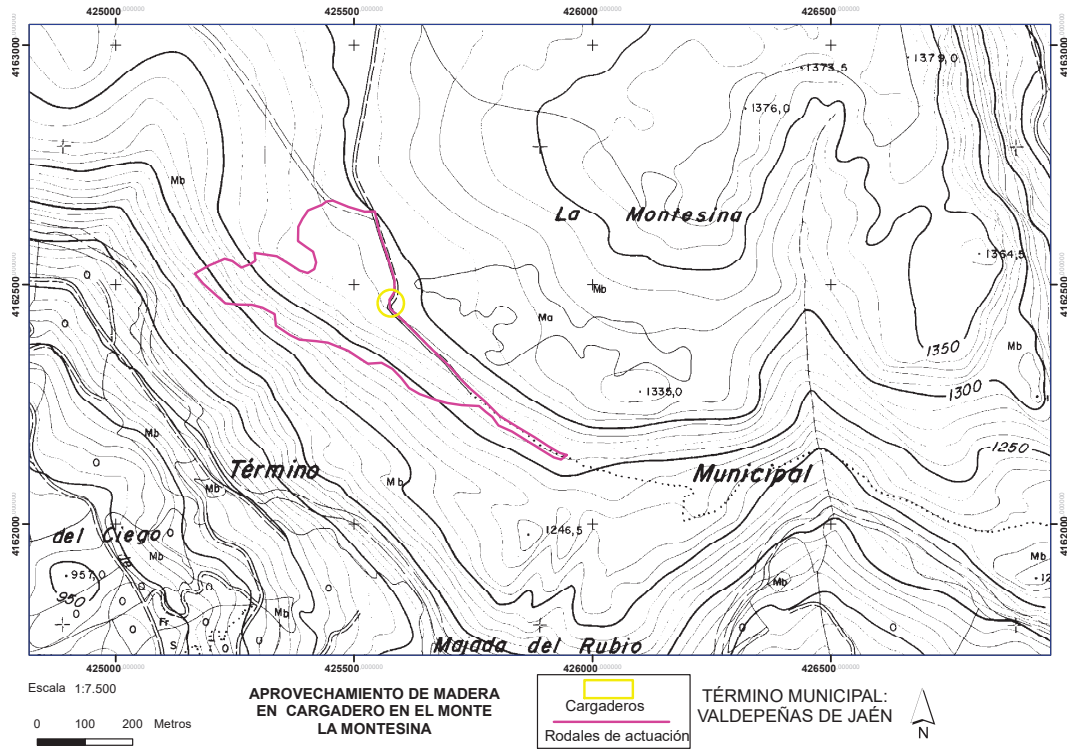 425000 425500 426000 426500
4163000 4163000
1373,5
1379,0
1376,0
Mb
La Montesina
1364,5
4162500 4162500
Mb
Ma
1350
Mb
1335,0
1300
Mb
1250
Término
Municipal
Mb
Mb
4162000 4162000
1246,5
del Ciego
Mb
Mb
957,0
950
Mb
Mb
Fr
S
Majada del Rubio
425000 425500 426000 426500
Escala 1:7.500
0 100 200 Metros
APROVECHAMIENTO DE MADERA
EN CARGADERO EN EL MONTE
LA MONTESINA
Cargaderos
Rodales de actuación
TÉRMINO MUNICIPAL:
VALDEPEÑAS DE JAÉN
N